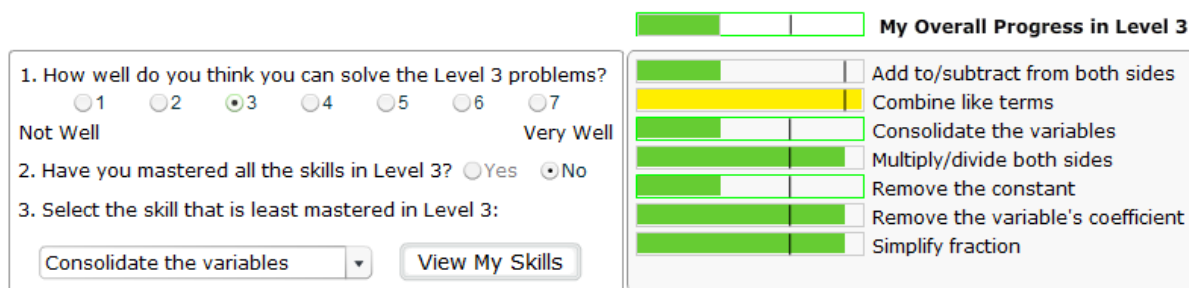 My Overall Progress in Level 3
1. How well do you think you can solve the Level 3 problems?
1 2 3 4 5 6 7
Not Well Very Well
2. Have you mastered all the skills in Level 3? Yes No
3. Select the skill that is least mastered in Level 3:
Consolidate the variables View My Skills
Add to/subtract from both sides
Combine like terms
Consolidate the variables
Multiply/divide both sides
Remove the constant
Remove the variable's coefficient
Simplify fraction